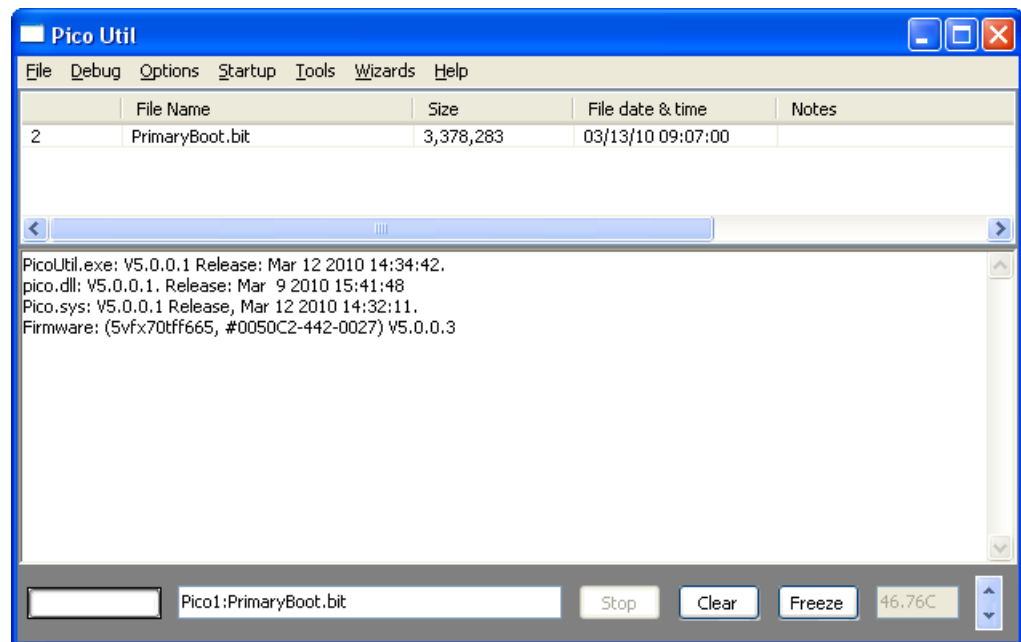 Pico Util
File Debug Options Startup Tools Wizards Help
File Name Size File date & time Notes
2 PrimaryBoot.bit 3,378,283 03/13/10 09:07:00
PicoUtil.exe: V5.0.0.1 Release: Mar 12 2010 14:34:42.
pico.dll: V5.0.0.1. Release: Mar  9 2010 15:41:48
Pico.sys: V5.0.0.1 Release, Mar 12 2010 14:32:11.
Firmware: (5vfx70tff665, #0050C2-442-0027) V5.0.0.3
Pico1:PrimaryBoot.bit Stop Clear Freeze 46.76C